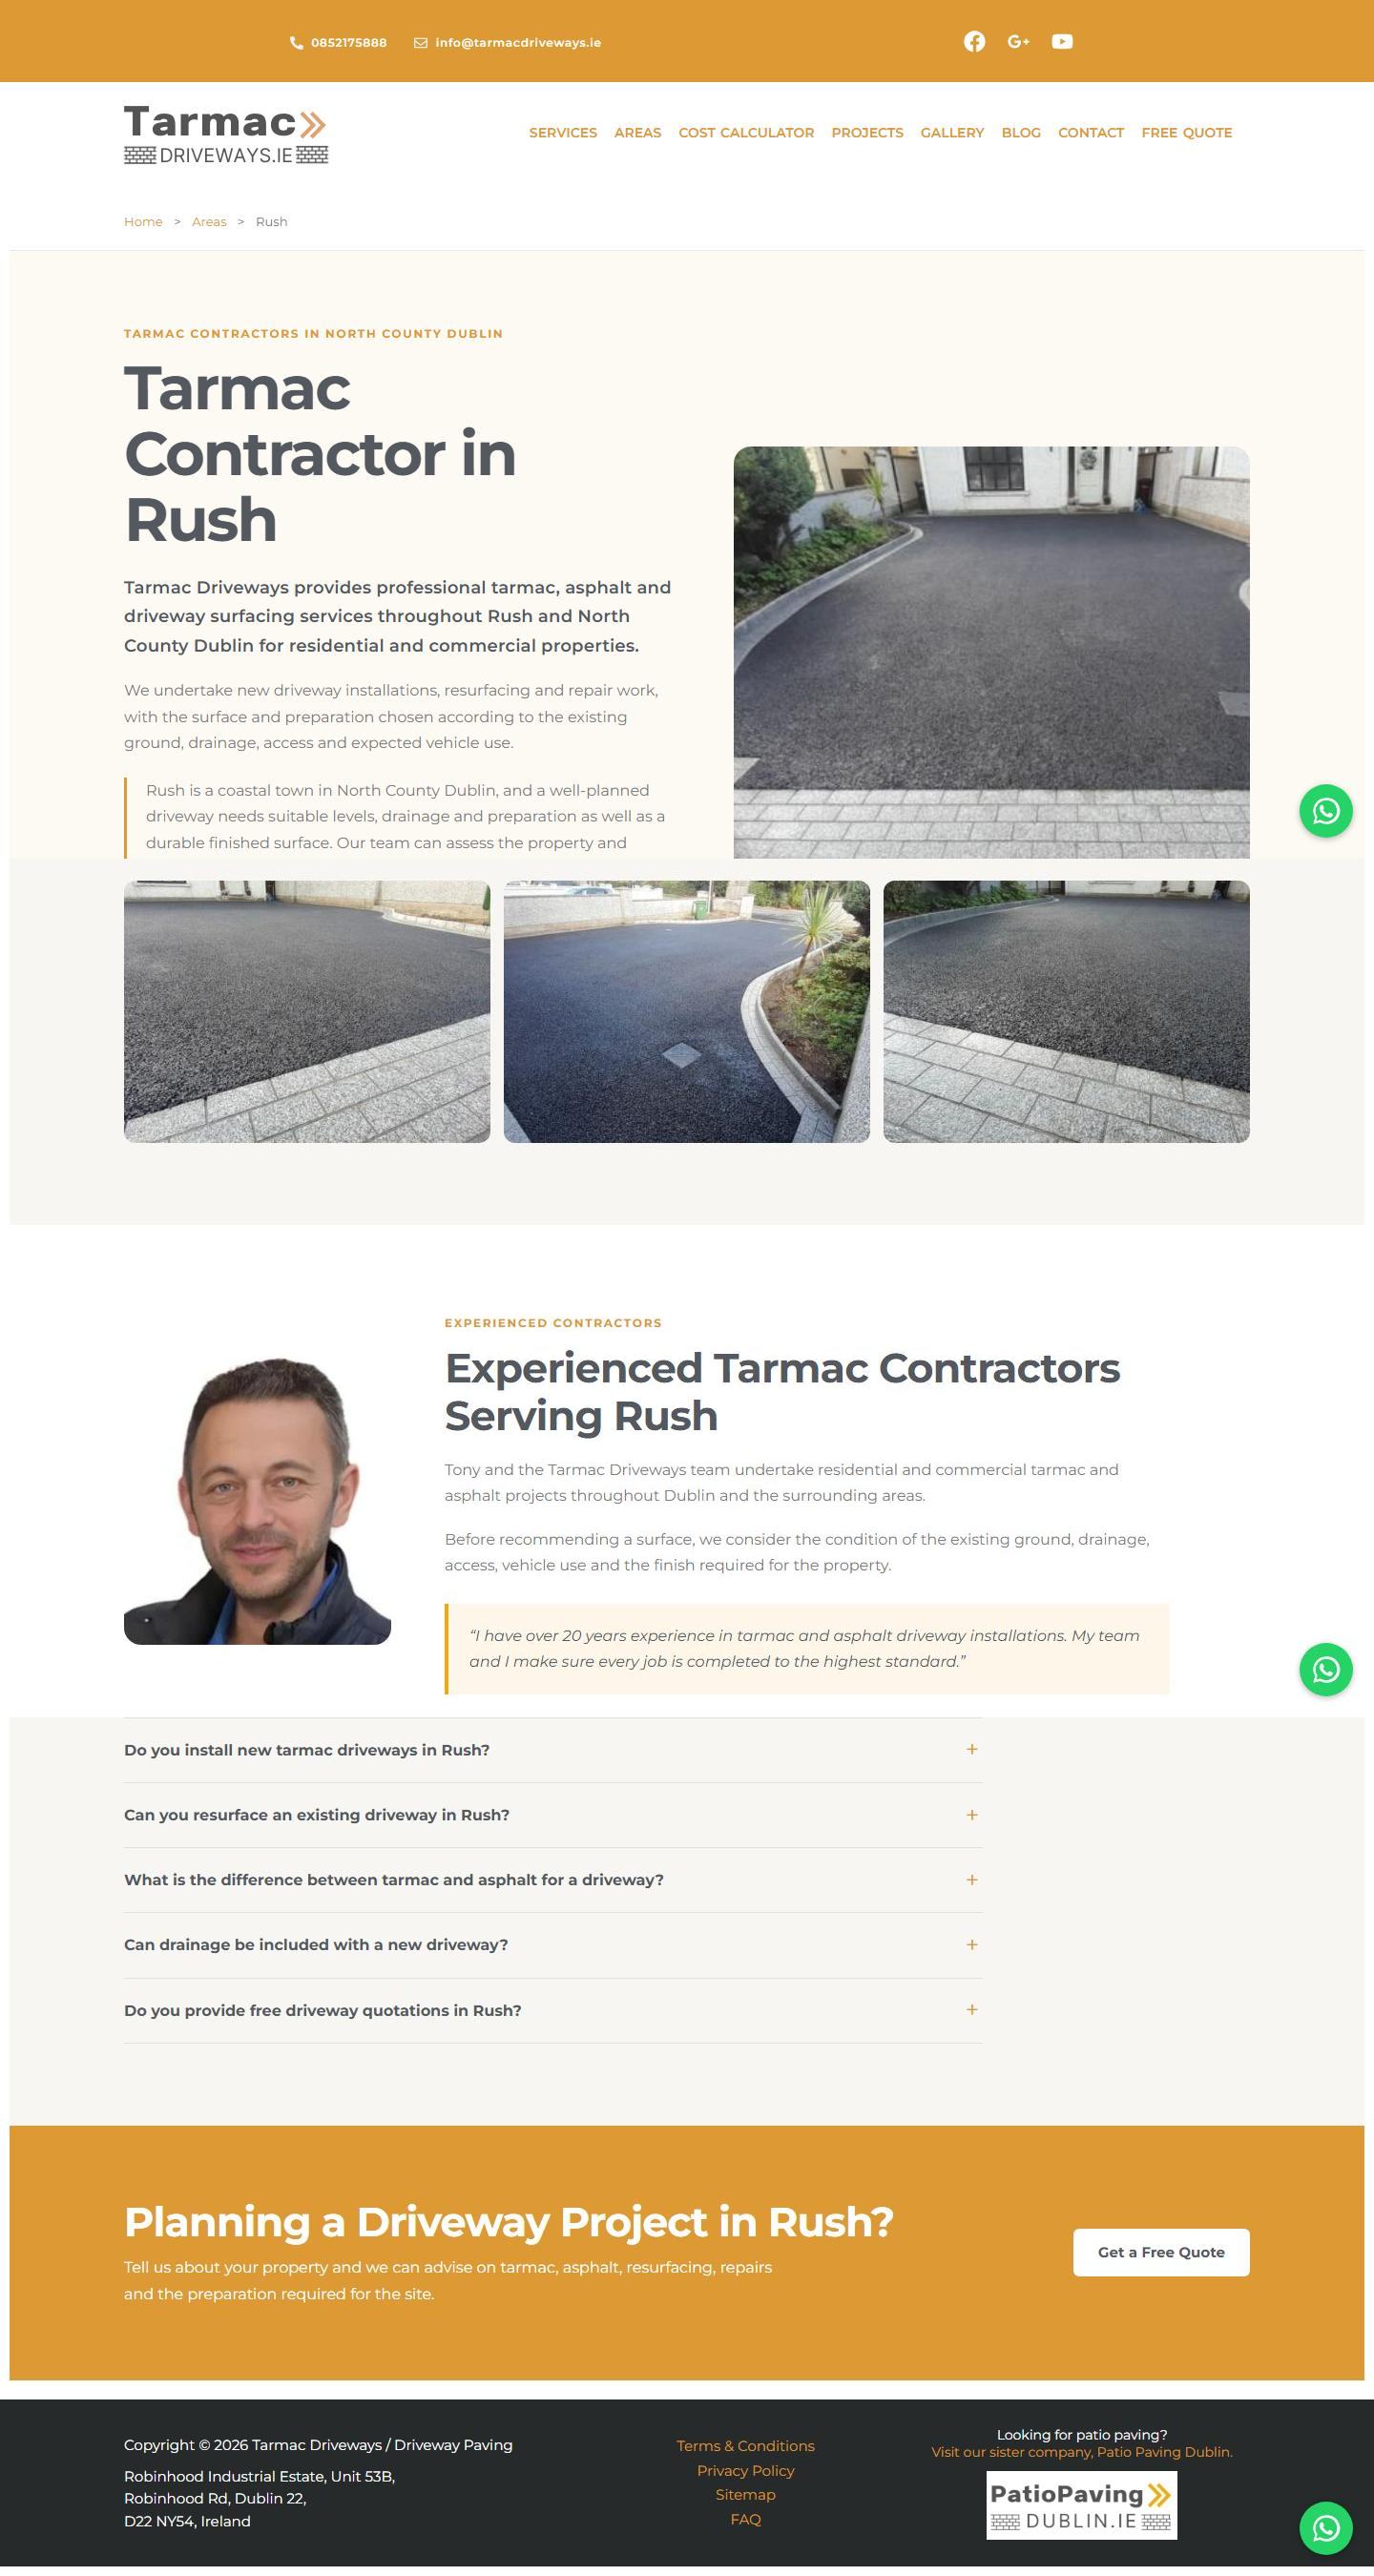 0852175888
info@tarmacdriveways.ie
Tarmac
DRIVEWAYS.IE
SERVICES AREAS COST CALCULATOR PROJECTS GALLERY BLOG CONTACT FREE QUOTE
Home > Areas > Rush
TARMAC CONTRACTORS IN NORTH COUNTY DUBLIN
Tarmac
Contractor in
Rush
Tarmac Driveways provides professional tarmac, asphalt and
driveway surfacing services throughout Rush and North
County Dublin for residential and commercial properties.
We undertake new driveway installations, resurfacing and repair work,
with the surface and preparation chosen according to the existing
ground, drainage, access and expected vehicle use.
Rush is a coastal town in North County Dublin, and a well-planned
driveway needs suitable levels, drainage and preparation as well as a
durable finished surface. Our team can assess the property and
EXPERIENCED CONTRACTORS
Experienced Tarmac Contractors
Serving Rush
Tony and the Tarmac Driveways team undertake residential and commercial tarmac and
asphalt projects throughout Dublin and the surrounding areas.
Before recommending a surface, we consider the condition of the existing ground, drainage,
access, vehicle use and the finish required for the property.
“I have over 20 years experience in tarmac and asphalt driveway installations. My team
and I make sure every job is completed to the highest standard.”
Do you install new tarmac driveways in Rush? +
Can you resurface an existing driveway in Rush? +
What is the difference between tarmac and asphalt for a driveway? +
Can drainage be included with a new driveway? +
Do you provide free driveway quotations in Rush? +
Planning a Driveway Project in Rush?
Tell us about your property and we can advise on tarmac, asphalt, resurfacing, repairs
and the preparation required for the site.
Get a Free Quote
Copyright © 2026 Tarmac Driveways / Driveway Paving
Robinhood Industrial Estate, Unit 53B,
Robinhood Rd, Dublin 22,
D22 NY54, Ireland
Terms & Conditions
Privacy Policy
Sitemap
FAQ
Looking for patio paving?
Visit our sister company, Patio Paving Dublin.
PatioPaving
DUBLIN.IE